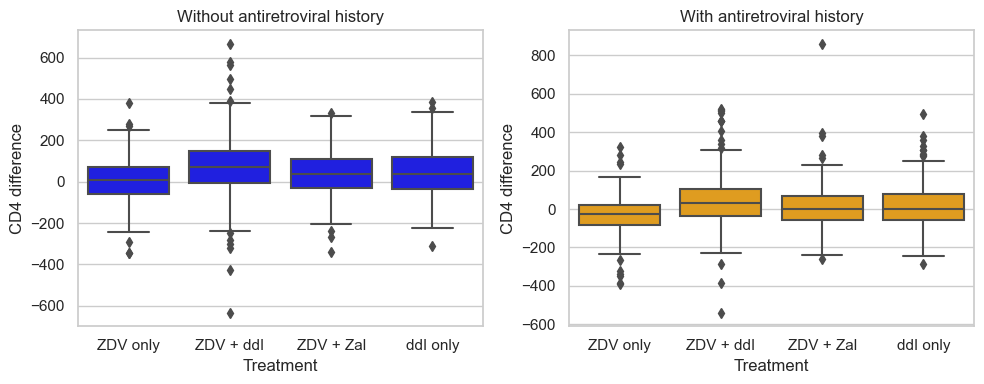 Without antiretroviral history
CD4 difference
600
400
200
0
−200
−400
−600
ZDV only
ZDV + ddI
ZDV + Zal
ddI only
Treatment
With antiretroviral history
CD4 difference
800
600
400
200
0
−200
−400
−600
ZDV only
ZDV + ddI
ZDV + Zal
ddI only
Treatment